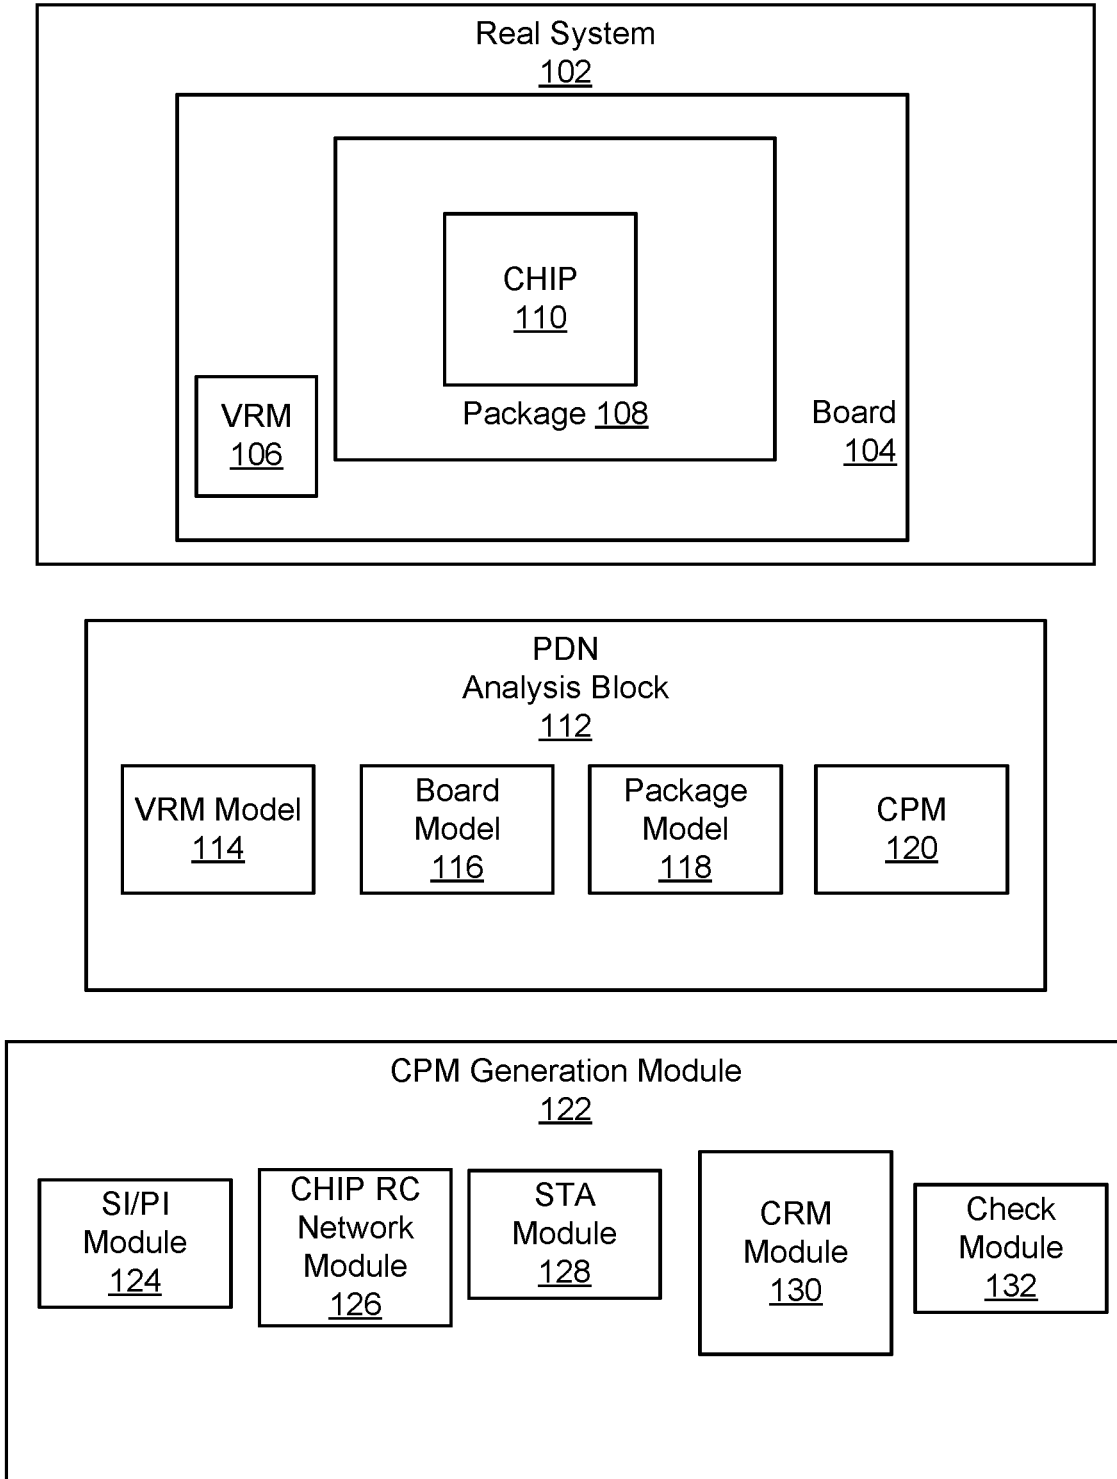 Real System
102
CHIP
110
VRM
106
Package 108
Board
104
PDN
Analysis Block
112
VRM Model
114
Board
Model
116
Package
Model
118
CPM
120
CPM Generation Module
122
SI/PI
Module
124
CHIP RC
Network
Module
126
STA
Module
128
CRM
Module
130
Check
Module
132